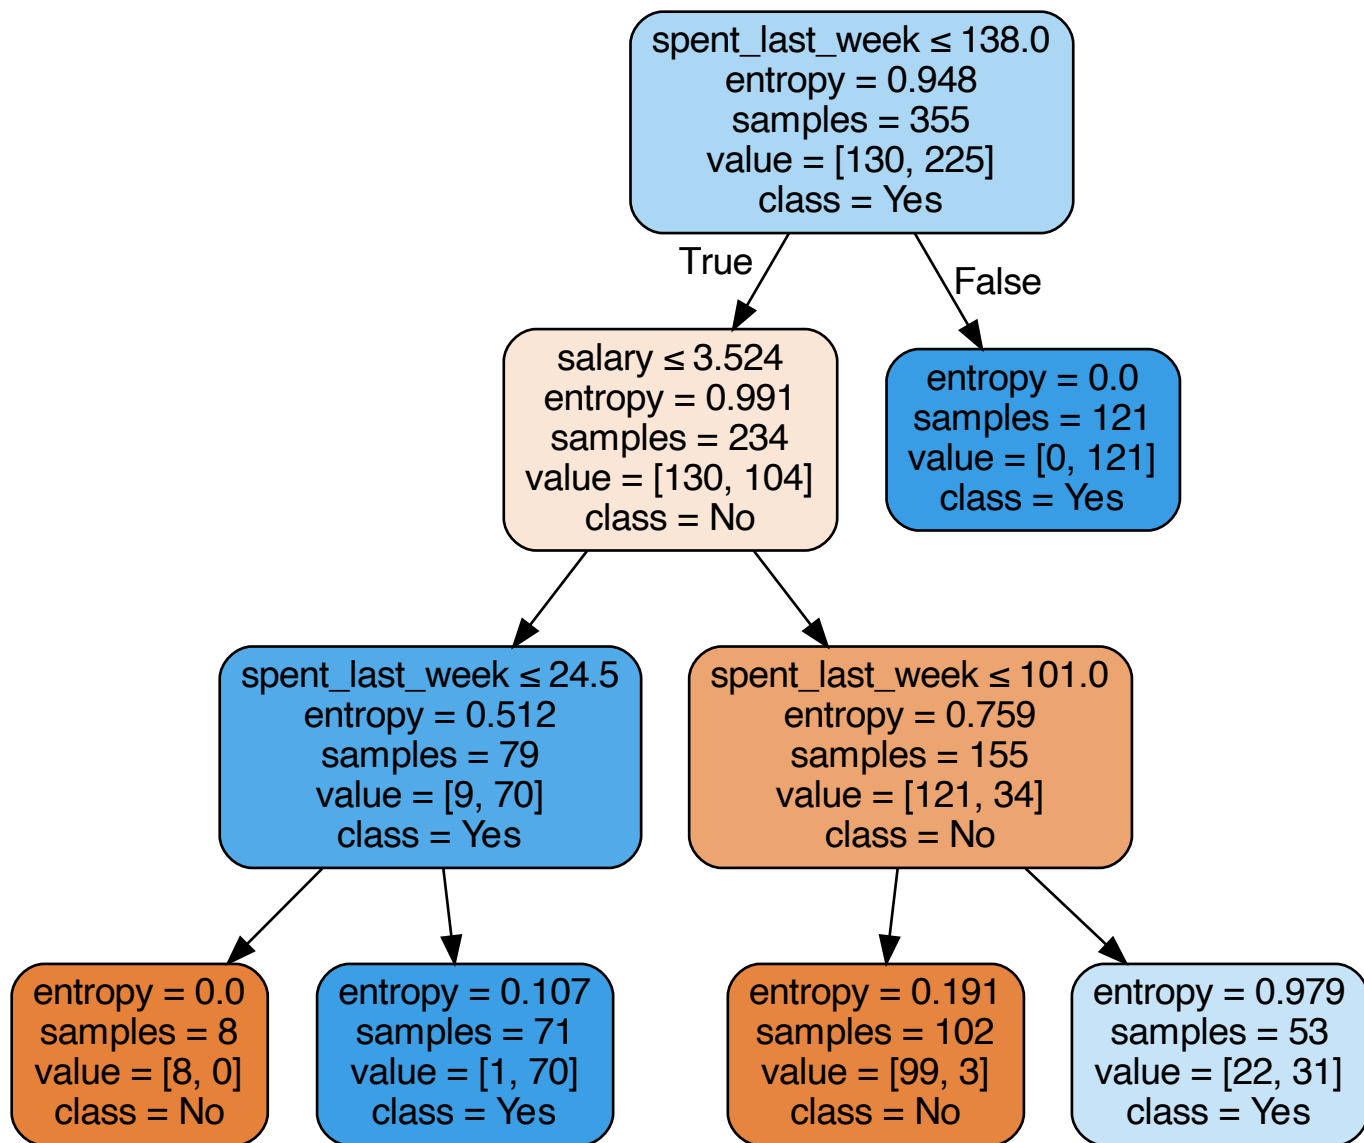 spent_last_week ≤ 138.0
entropy = 0.948
samples = 355
value = [130, 225]
class = Yes
True
False
salary ≤ 3.524
entropy = 0.991
samples = 234
value = [130, 104]
class = No
entropy = 0.0
samples = 121
value = [0, 121]
class = Yes
spent_last_week ≤ 24.5
entropy = 0.512
samples = 79
value = [9, 70]
class = Yes
spent_last_week ≤ 101.0
entropy = 0.759
samples = 155
value = [121, 34]
class = No
entropy = 0.0
samples = 8
value = [8, 0]
class = No
entropy = 0.107
samples = 71
value = [1, 70]
class = Yes
entropy = 0.191
samples = 102
value = [99, 3]
class = No
entropy = 0.979
samples = 53
value = [22, 31]
class = Yes